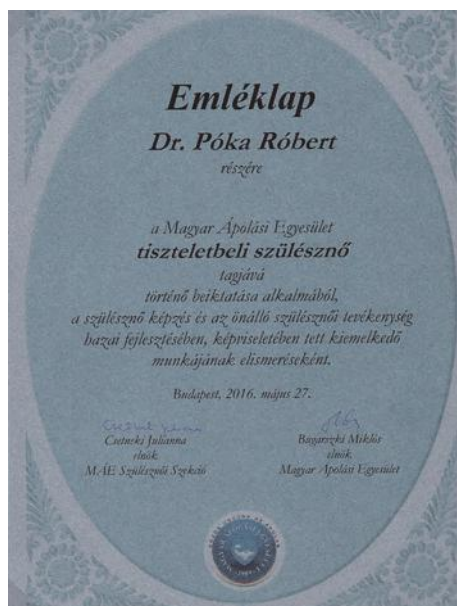 Emléklap
Dr. Póka Róbert
részére
a Magyar Ápolási Egyesület
tiszteletbeli szülésznő
tagjává
történő beiktatása alkalmából,
a szülésznő képzés és az önálló szülésznői tevékenység
hazai fejlesztésében, képviseletében tett kiemelkedő
munkájának elismeréseként.
Budapest, 2016. május 27.
Csetneki Julianna
elnök
MÁE Szülésznői Szekció
Bugarszki Miklós
elnök
Magyar Ápolási Egyesület